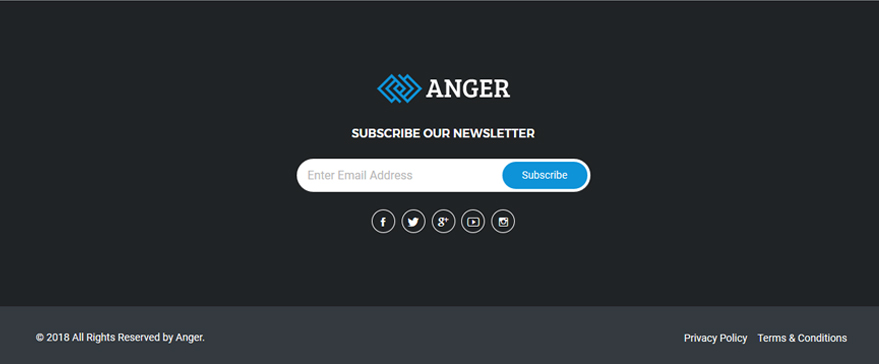 ANGER
SUBSCRIBE OUR NEWSLETTER
Enter Email Address Subscribe
© 2018 All Rights Reserved by Anger. Privacy Policy Terms & Conditions